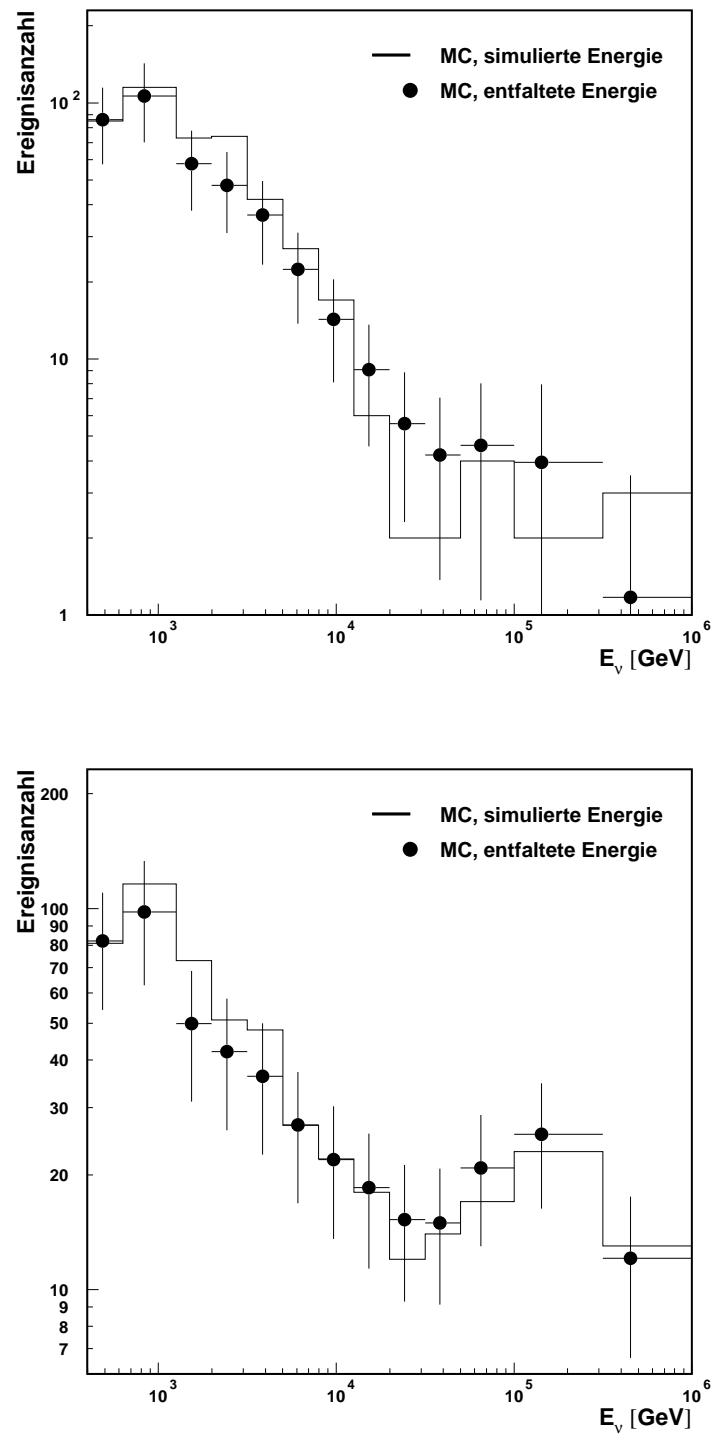 Ereignisanzahl
MC, simulierte Energie
MC, entfaltete Energie
10²
10
1
10³ 10⁴ 10⁵ 10⁶
Eν [GeV]
Ereignisanzahl
MC, simulierte Energie
MC, entfaltete Energie
200
100
90
80
70
60
50
40
30
20
10
9
8
7
10³ 10⁴ 10⁵ 10⁶
Eν [GeV]